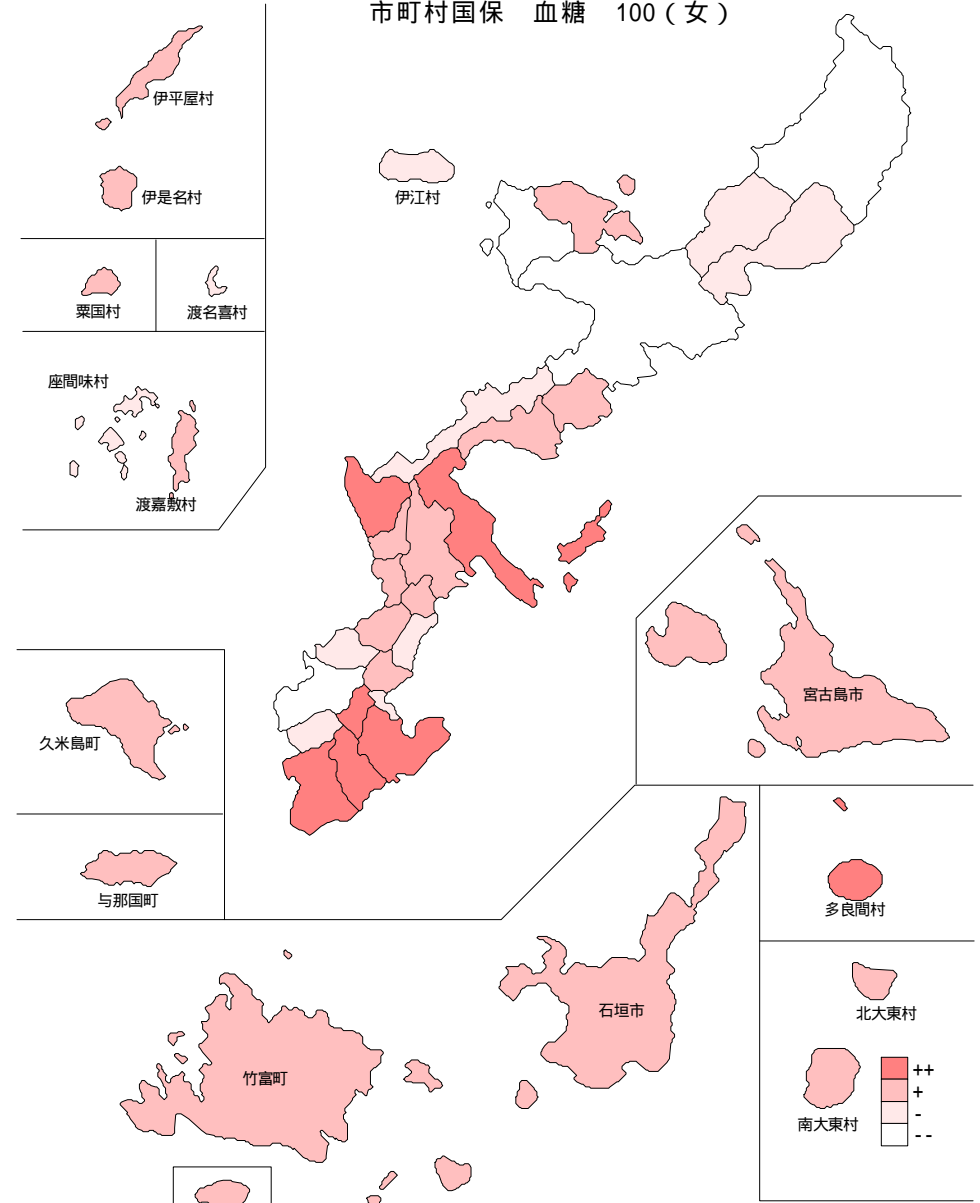 市町村国保　血糖　100（女）
伊平屋村
伊是名村
伊江村
粟国村
渡名喜村
座間味村
渡嘉敷村
宮古島市
久米島町
与那国町
多良間村
石垣市
北大東村
竹富町
南大東村
++
+
-
--